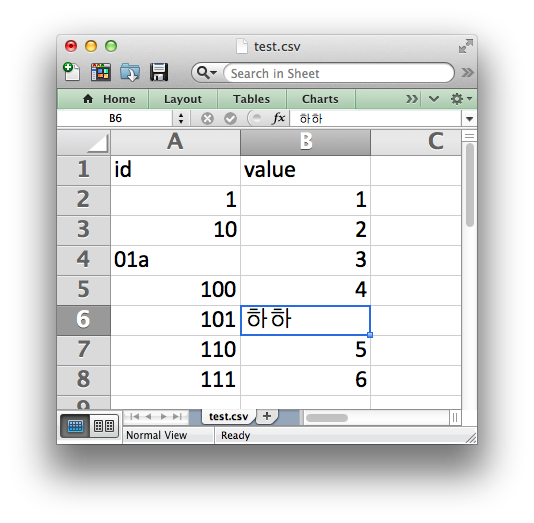 test.csv
Search in Sheet
Home Layout Tables Charts
B6 fx 하하
A B C
1 id value
2 1 1
3 10 2
4 01a 3
5 100 4
6 101 하하
7 110 5
8 111 6
9
test.csv
Normal View Ready